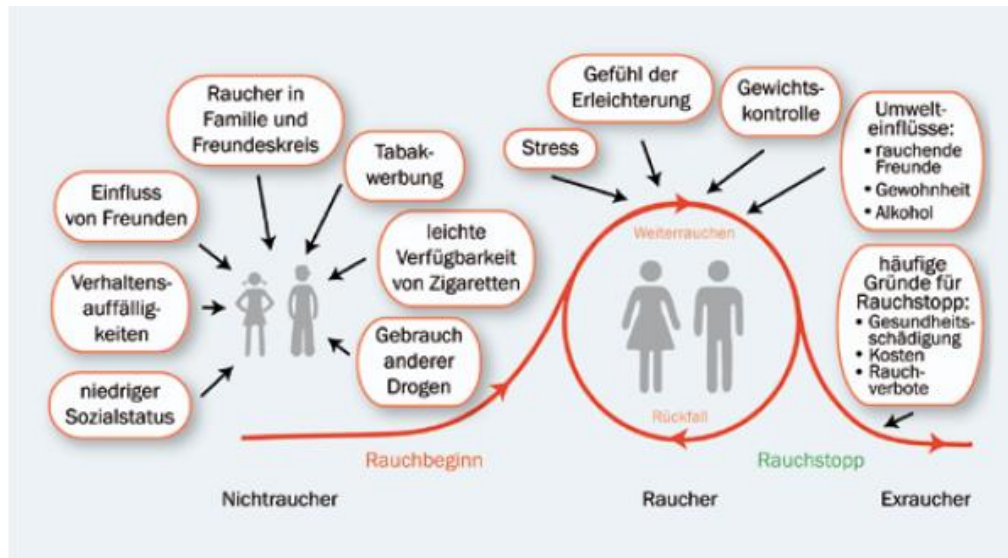 Raucher in
Familie und
Freundeskreis
Tabak-
werbung
Einfluss
von Freunden
leichte
Verfügbarkeit
von Zigaretten
Verhaltens-
auffällig-
keiten
Gebrauch
anderer
Drogen
niedriger
Sozialstatus
Rauchbeginn
Nichtraucher
Stress
Gefühl der
Erleichterung
Gewichts-
kontrolle
Umwelt-
einflüsse:
• rauchende
Freunde
• Gewohnheit
• Alkohol
Weiterrauchen
Rückfall
Raucher
häufige
Gründe für
Rauchstopp:
• Gesundheits-
schädigung
• Kosten
• Rauch-
verbote
Rauchstopp
Exraucher